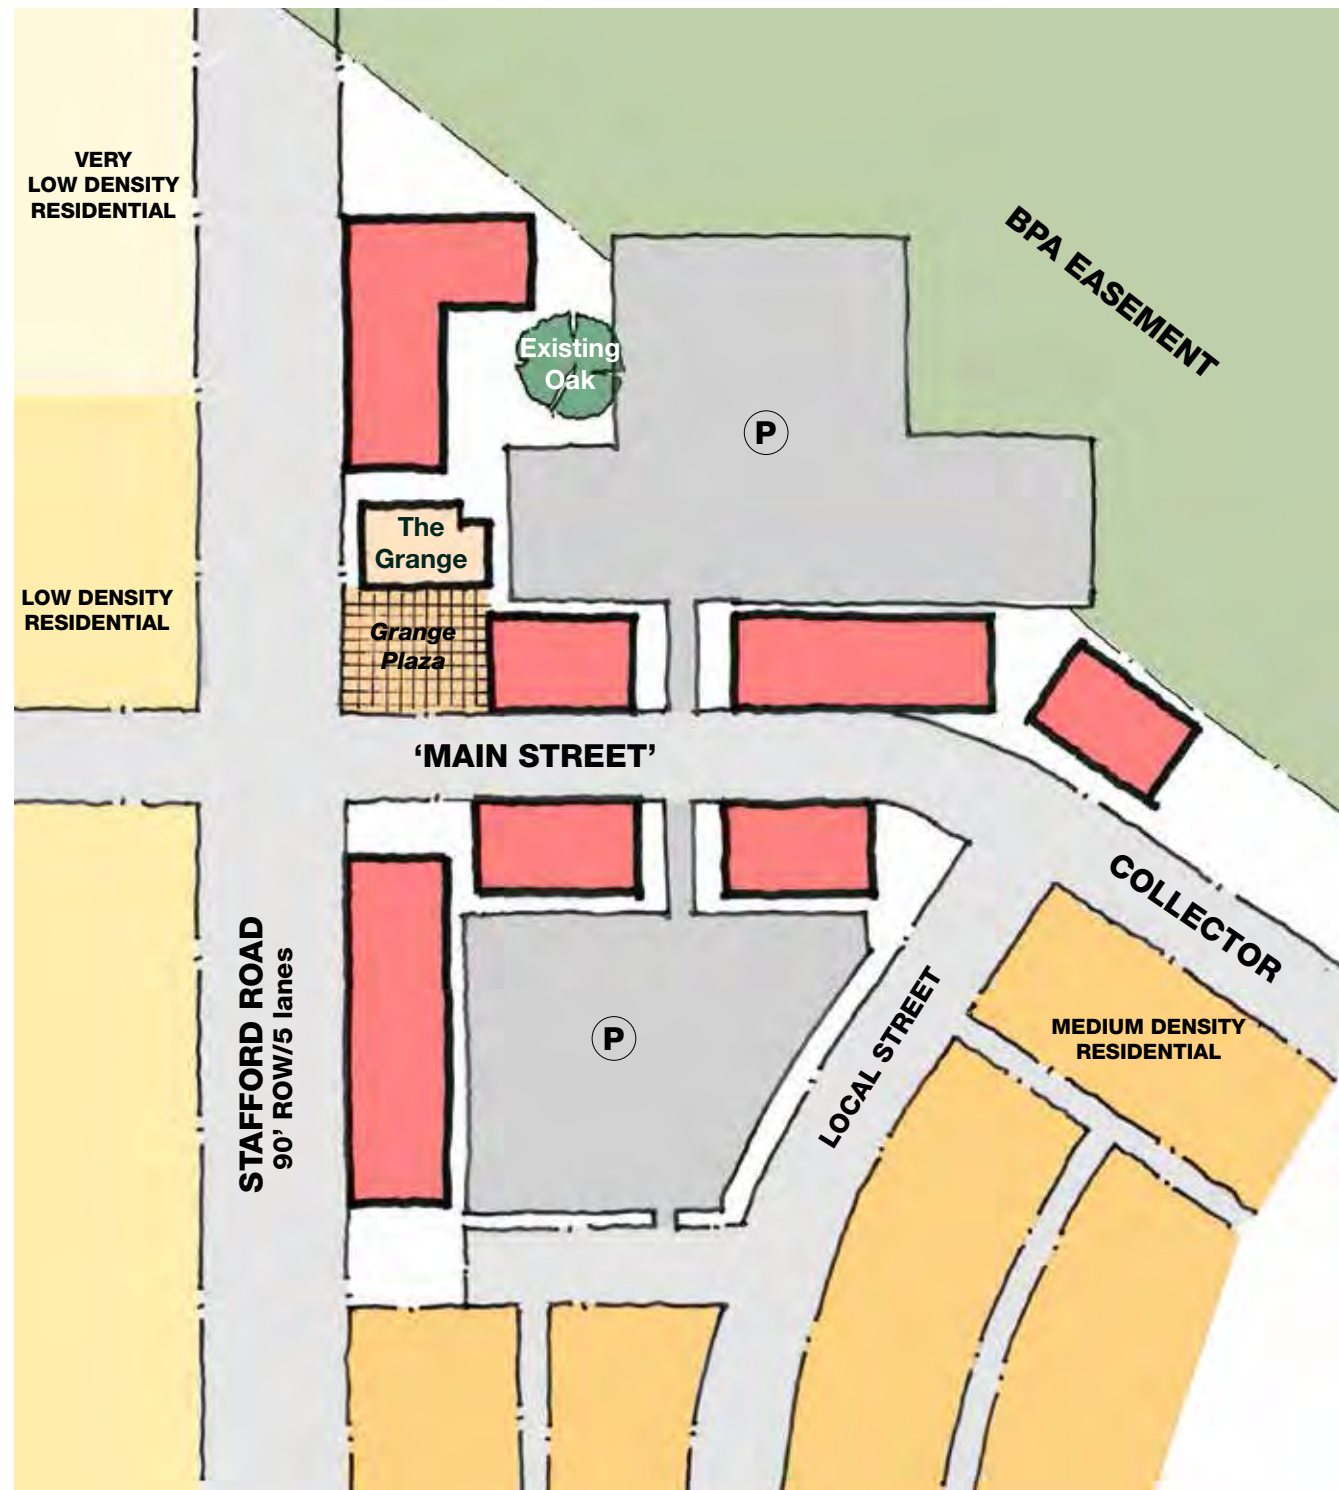 VERY
LOW DENSITY
RESIDENTIAL
BPA EASEMENT
Existing
Oak
P
The
Grange
LOW DENSITY
RESIDENTIAL
Grange
Plaza
‘MAIN STREET’
COLLECTOR
STAFFORD ROAD
90’ ROW/5 lanes
LOCAL STREET
MEDIUM DENSITY
RESIDENTIAL
P